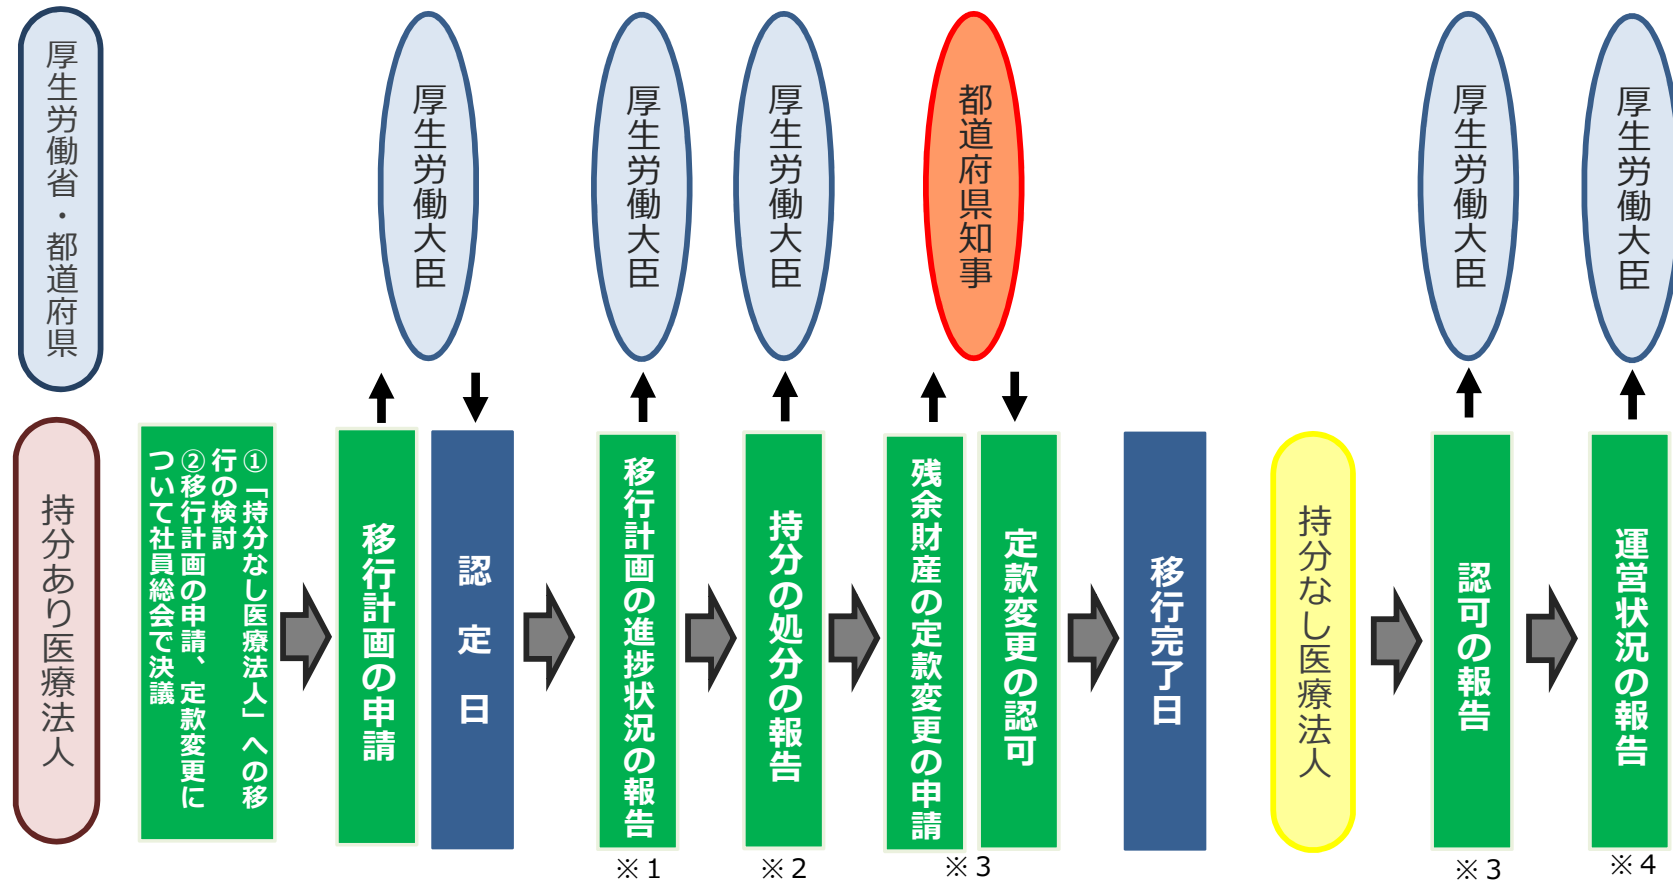 厚生労働省・都道府県
厚生労働大臣
厚生労働大臣
厚生労働大臣
都道府県知事
厚生労働大臣
厚生労働大臣
持分あり医療法人
①「持分なし医療法人」への移
行の検討
②移行計画の申請、定款変更に
ついて社員総会で決議
移行計画の申請
認定日
移行計画の進捗状況の報告
※1
持分の処分の報告
※2
残余財産の定款変更の申請
定款変更の認可
※3
移行完了日
持分なし医療法人
認可の報告
※3
運営状況の報告
※4